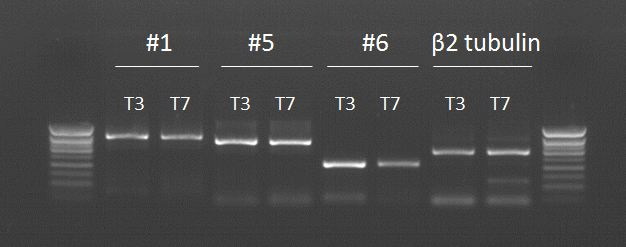 #1 #5 #6 β2 tubulin
T3 T7 T3 T7 T3 T7 T3 T7